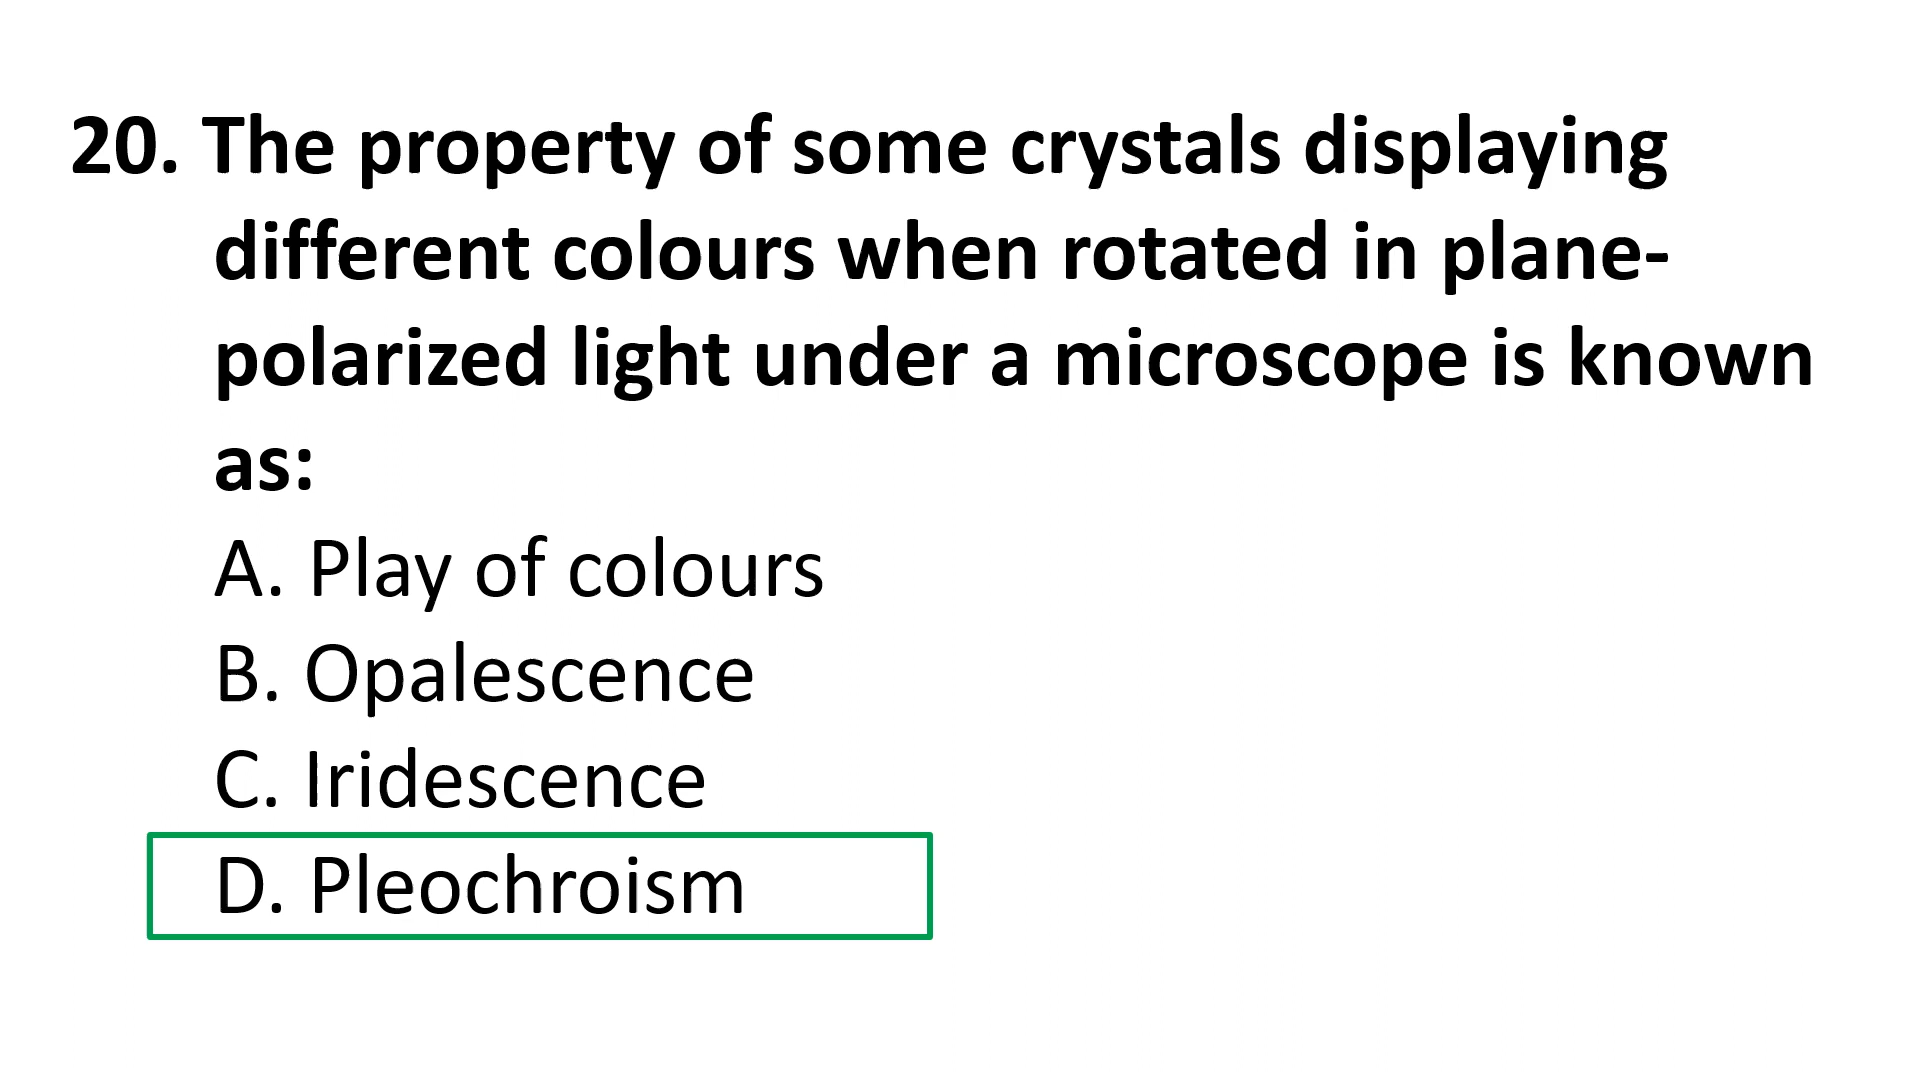 20. The property of some crystals displaying
different colours when rotated in plane-
polarized light under a microscope is known
as:
A. Play of colours
B. Opalescence
C. Iridescence
D. Pleochroism